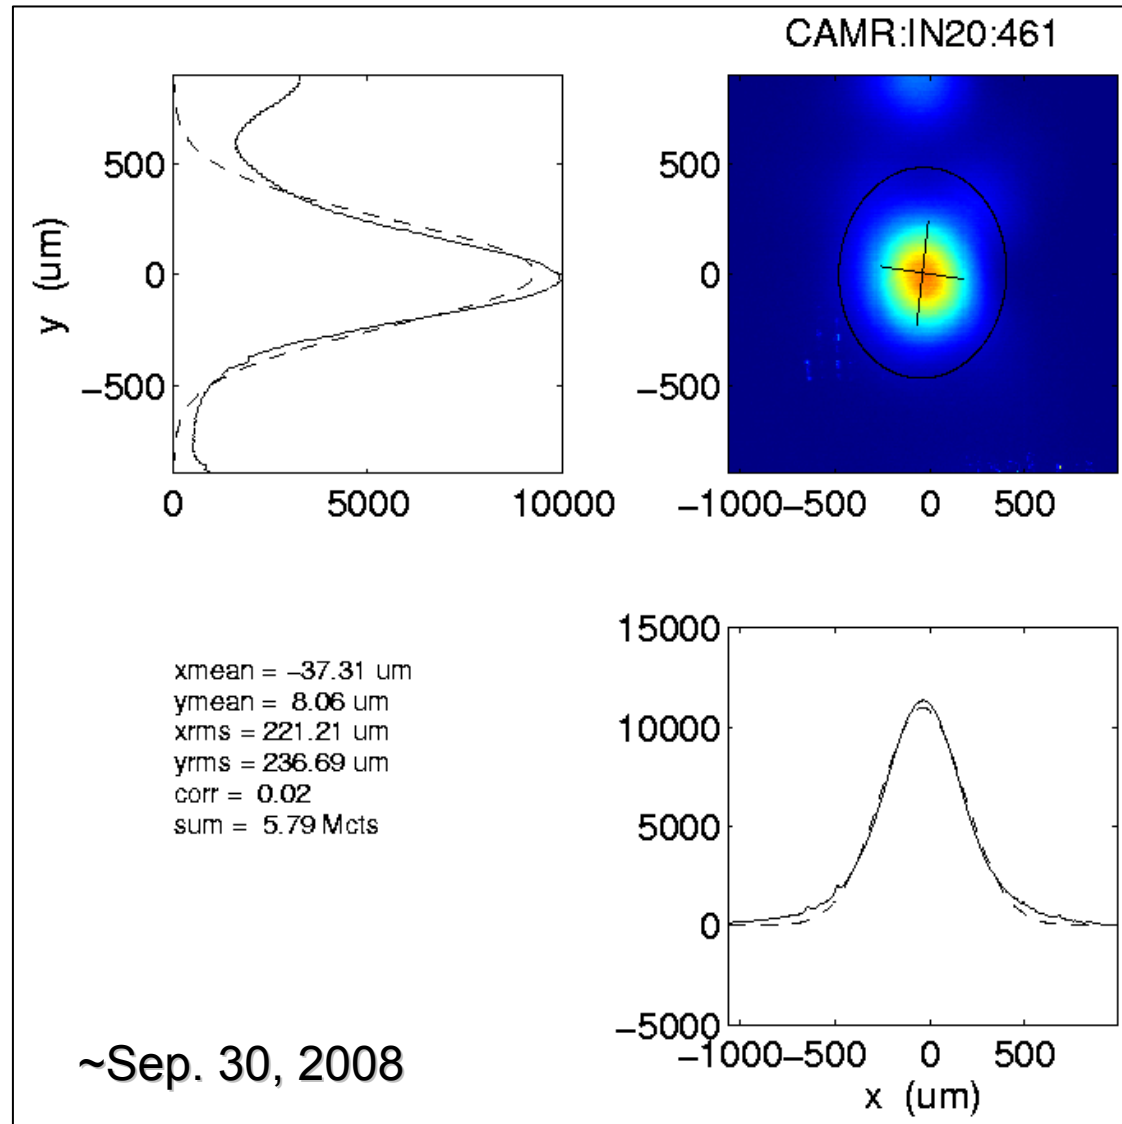 CAMR:IN20:461
y (um)
500
0
−500
0
5000
10000
500
0
−500
−1000
−500
0
500
xmean = −37.31 um
ymean = 8.06 um
xrms = 221.21 um
yrms = 236.69 um
corr = 0.02
sum = 5.79 Mcts
15000
10000
5000
0
−5000
−1000
−500
0
500
x (um)
~Sep. 30, 2008